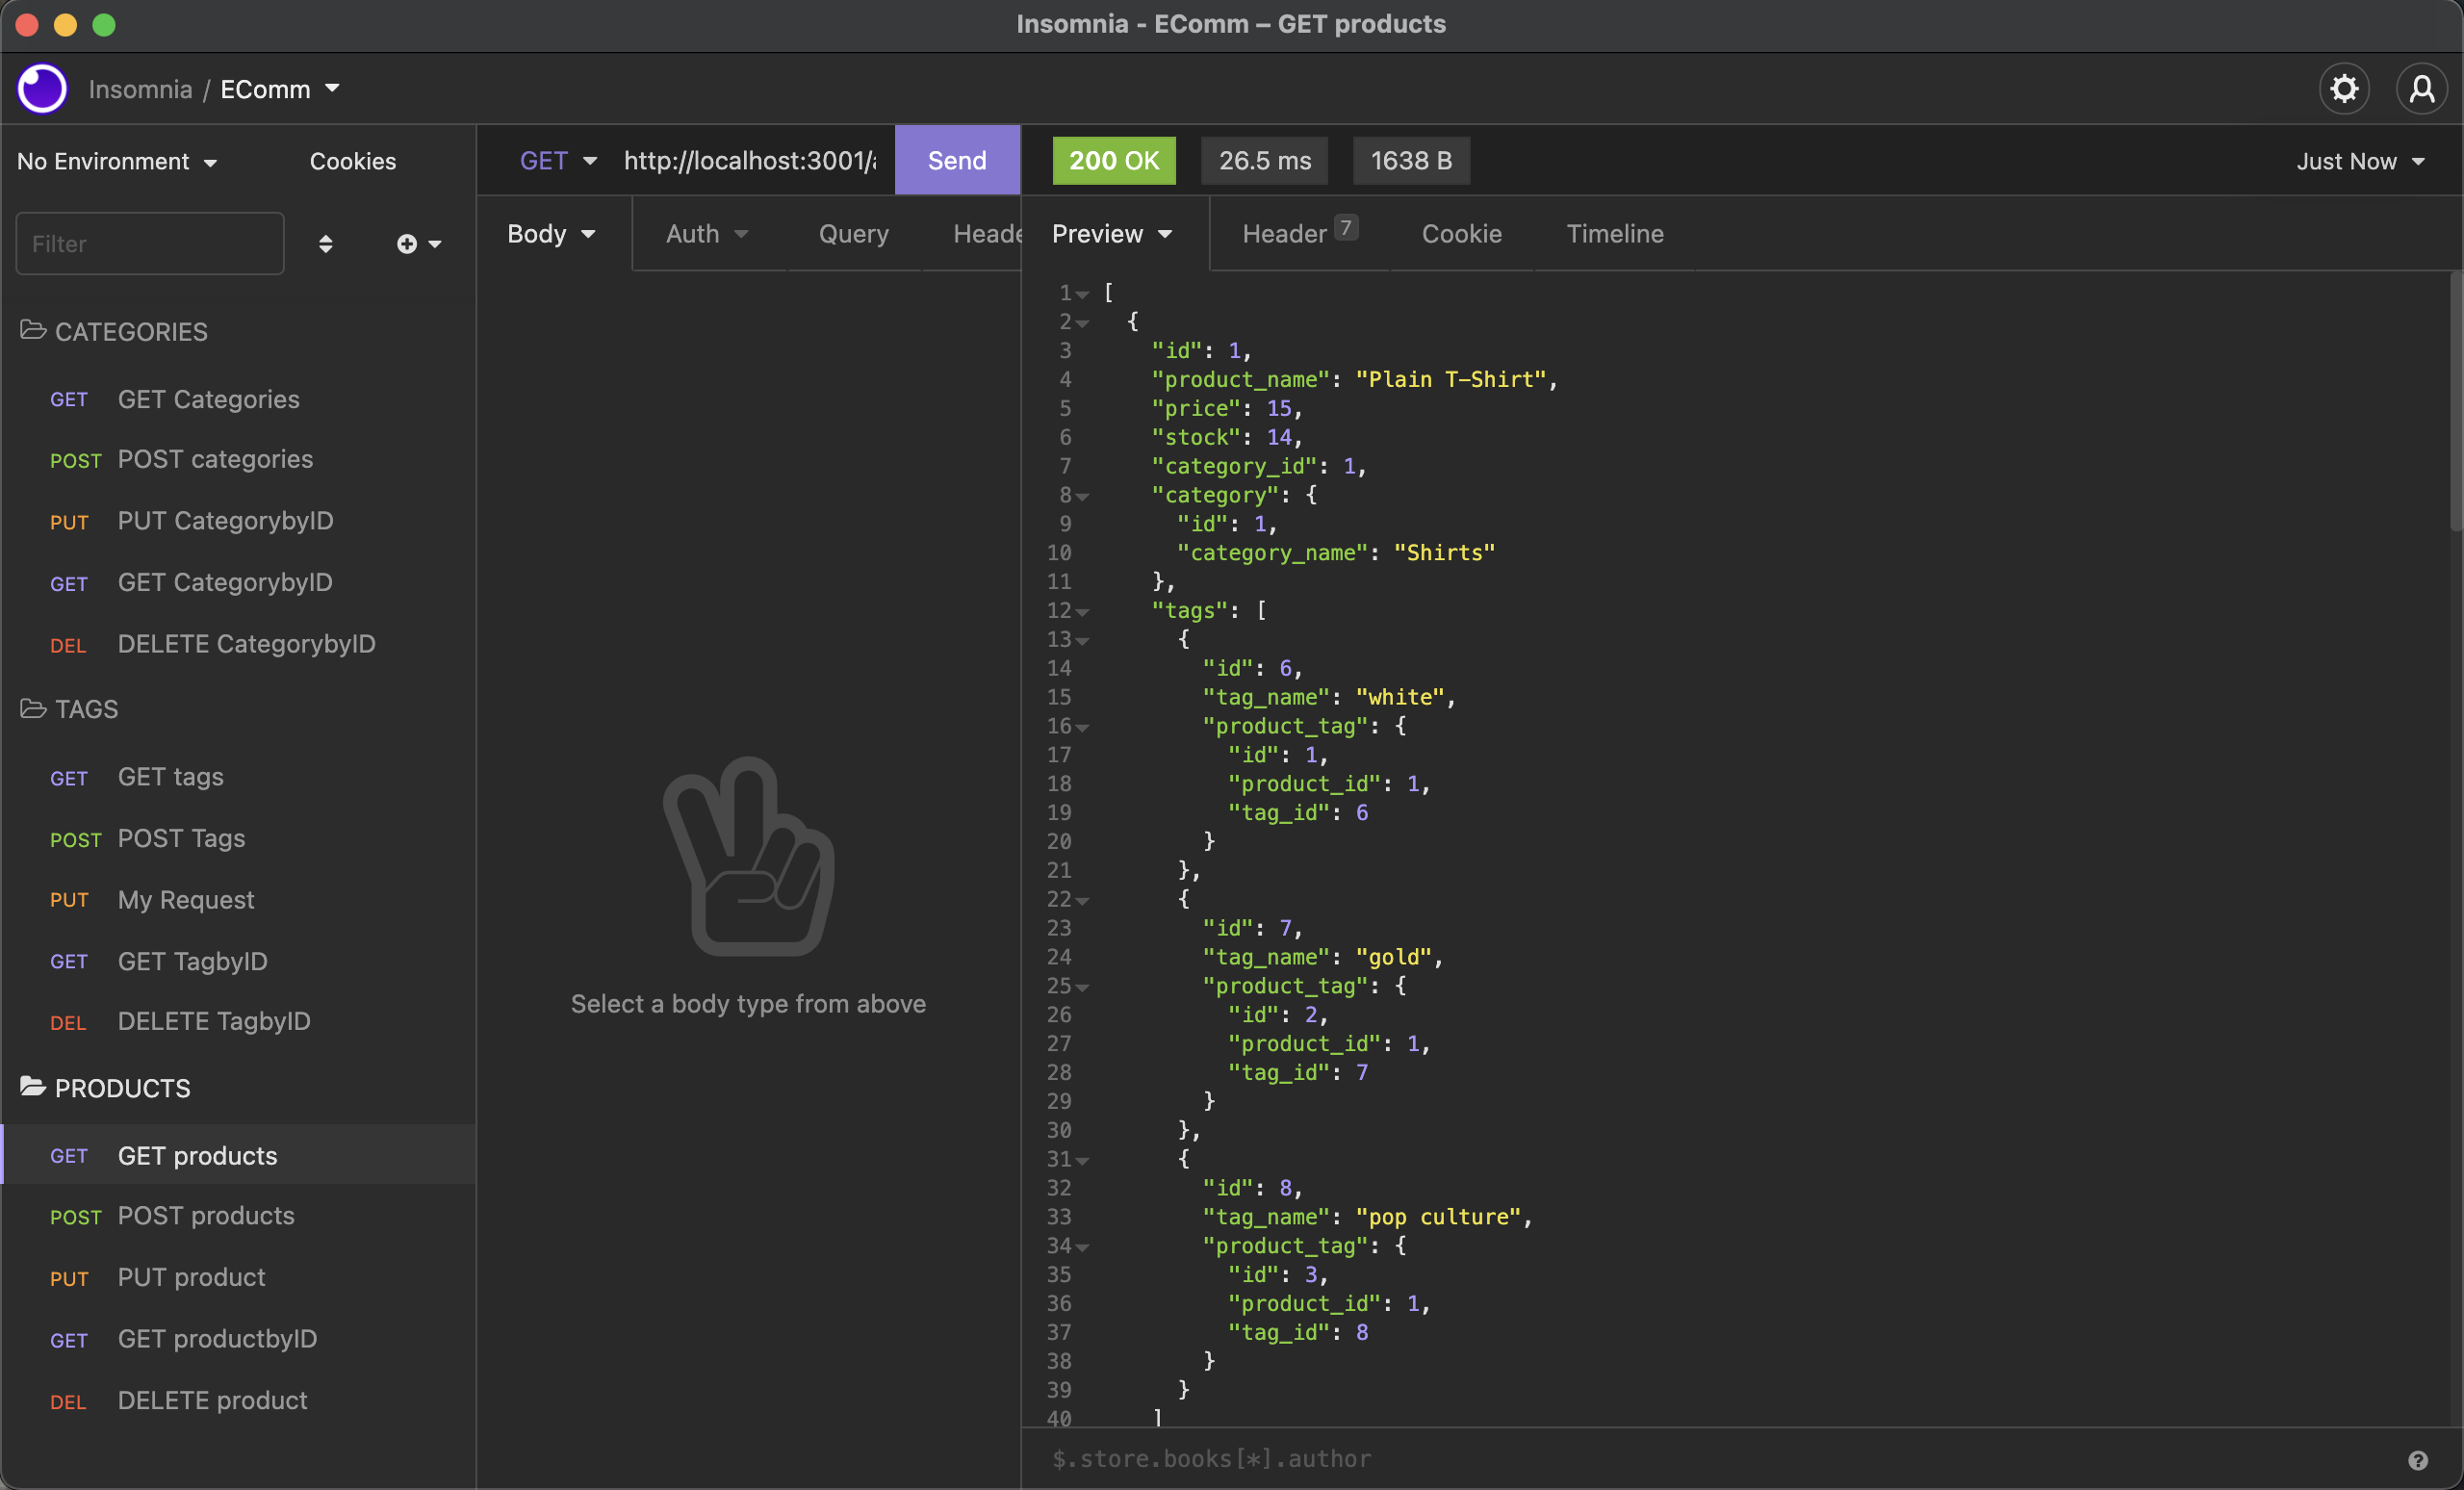 Insomnia - EComm – GET products
Insomnia / EComm
No Environment
Cookies
Filter
CATEGORIES
GET GET Categories
POST POST categories
PUT PUT CategorybyID
GET GET CategorybyID
DEL DELETE CategorybyID
TAGS
GET GET tags
POST POST Tags
PUT My Request
GET GET TagbyID
DEL DELETE TagbyID
PRODUCTS
GET GET products
POST POST products
PUT PUT product
GET GET productbyID
DEL DELETE product
GET http://localhost:3001/ Send
Body Auth Query Heade
Select a body type from above
200 OK 26.5 ms 1638 B Just Now
Preview Header 7 Cookie Timeline
1 [
2 {
3 "id": 1,
4 "product_name": "Plain T-Shirt",
5 "price": 15,
6 "stock": 14,
7 "category_id": 1,
8 "category": {
9 "id": 1,
10 "category_name": "Shirts"
11 },
12 "tags": [
13 {
14 "id": 6,
15 "tag_name": "white",
16 "product_tag": {
17 "id": 1,
18 "product_id": 1,
19 "tag_id": 6
20 }
21 },
22 {
23 "id": 7,
24 "tag_name": "gold",
25 "product_tag": {
26 "id": 2,
27 "product_id": 1,
28 "tag_id": 7
29 }
30 },
31 {
32 "id": 8,
33 "tag_name": "pop culture",
34 "product_tag": {
35 "id": 3,
36 "product_id": 1,
37 "tag_id": 8
38 }
39 }
40 ]
$.store.books[*].author